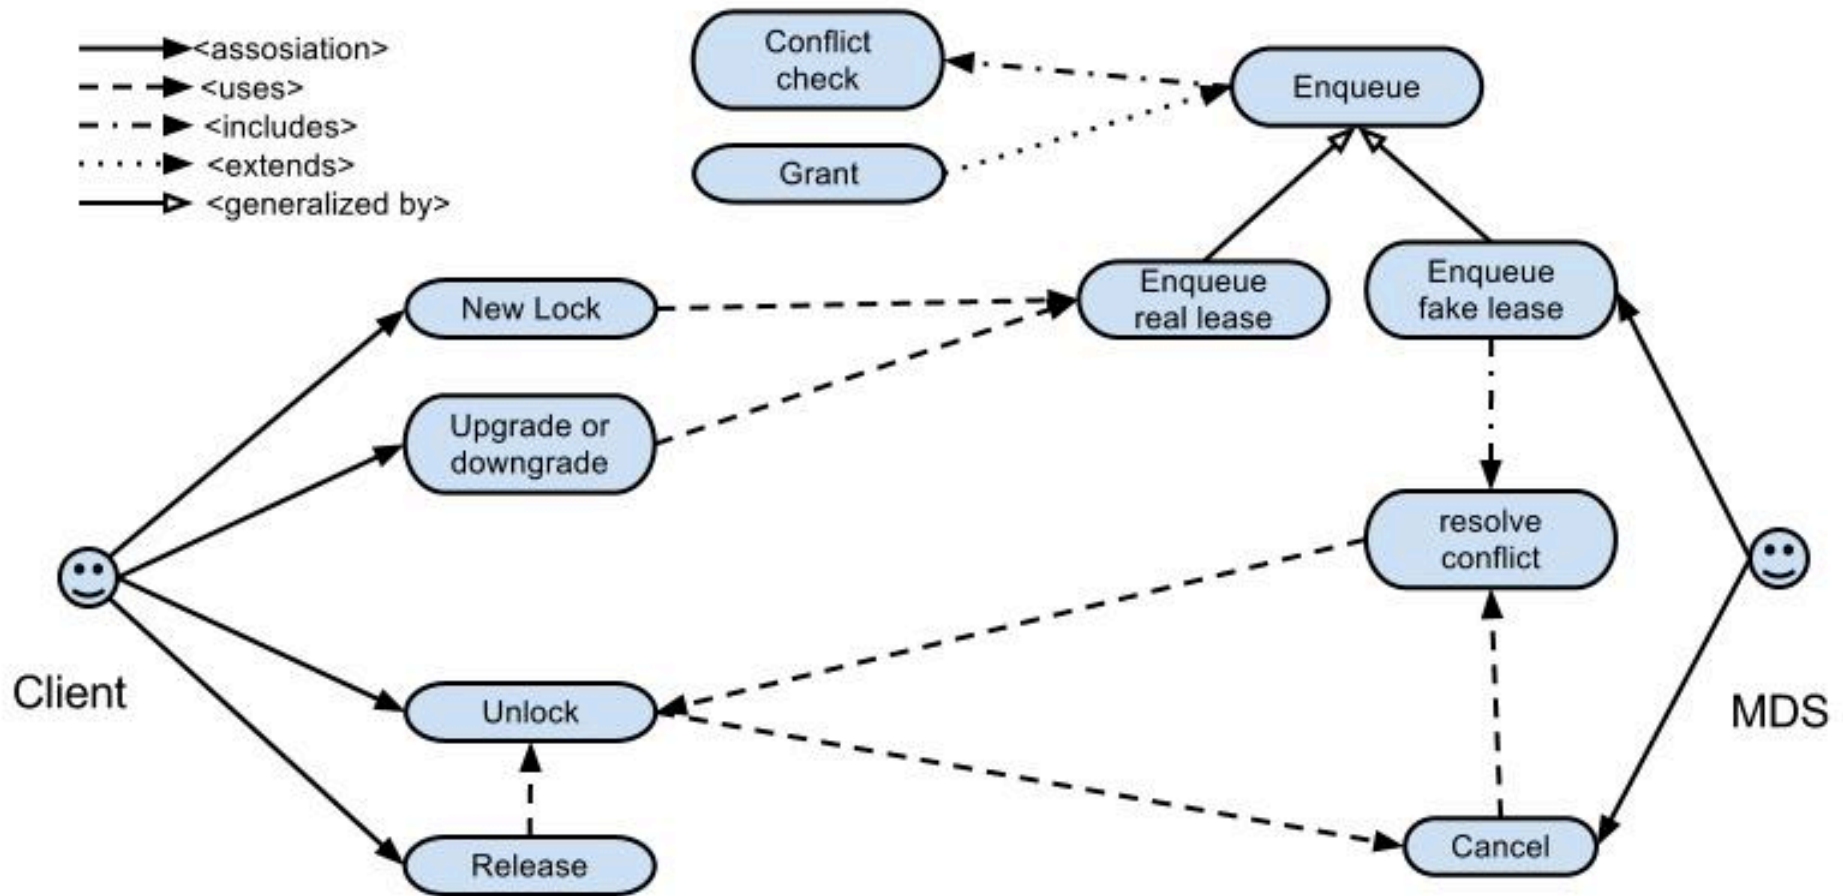 <assosiation>
<uses>
<includes>
<extends>
<generalized by>
Conflict
check
Enqueue
Grant
New Lock
Enqueue
real lease
Enqueue
fake lease
Upgrade or
downgrade
resolve
conflict
Client
Unlock
MDS
Release
Cancel